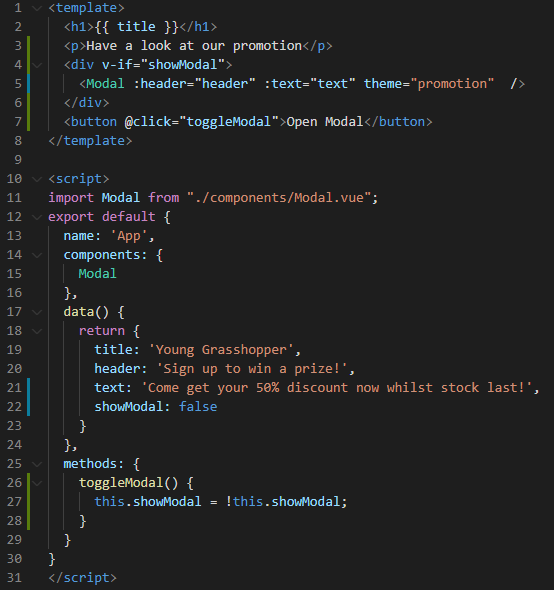 1 <template>
2   <h1>{{ title }}</h1>
3   <p>Have a look at our promotion</p>
4   <div v-if="showModal">
5     <Modal :header="header" :text="text" theme="promotion"  />
6   </div>
7   <button @click="toggleModal">Open Modal</button>
8 </template>
9
10 <script>
11 import Modal from "./components/Modal.vue";
12 export default {
13   name: 'App',
14   components: {
15     Modal
16   },
17   data() {
18     return {
19       title: 'Young Grasshopper',
20       header: 'Sign up to win a prize!',
21       text: 'Come get your 50% discount now whilst stock last!',
22       showModal: false
23     }
24   },
25   methods: {
26     toggleModal() {
27       this.showModal = !this.showModal;
28     }
29   }
30 }
31 </script>